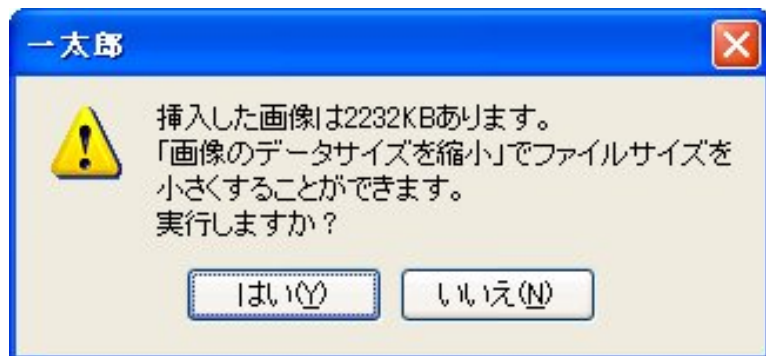 一太郎
挿入した画像は2232KBあります。
「画像のデータサイズを縮小」でファイルサイズを
小さくすることができます。
実行しますか？
はい(Y)
いいえ(N)